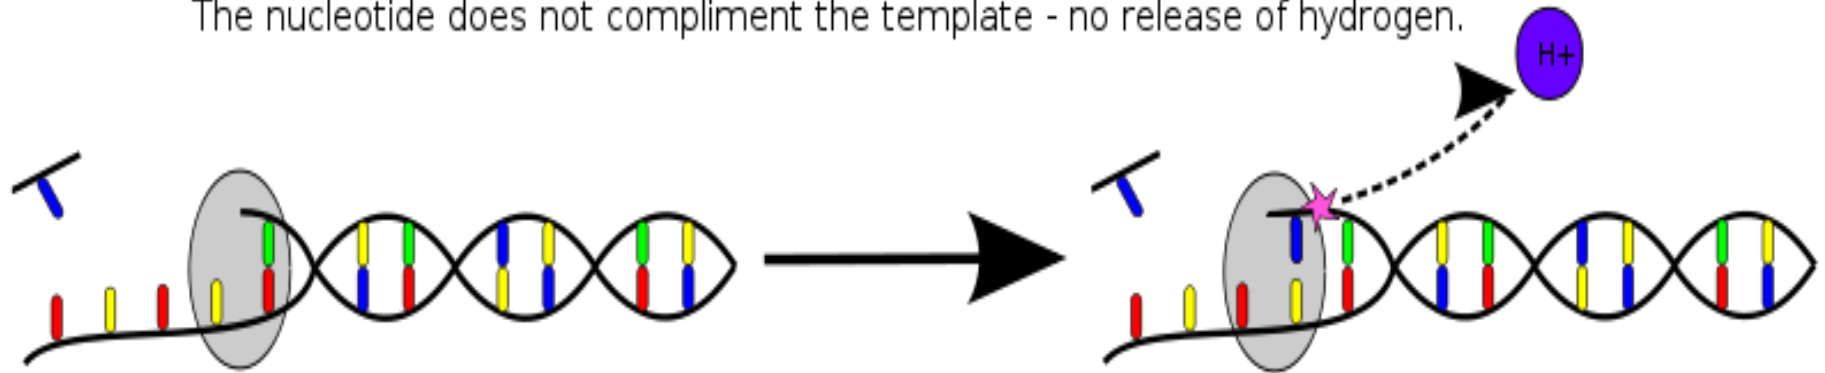 The nucleotide does not compliment the template - no release of hydrogen.
H+